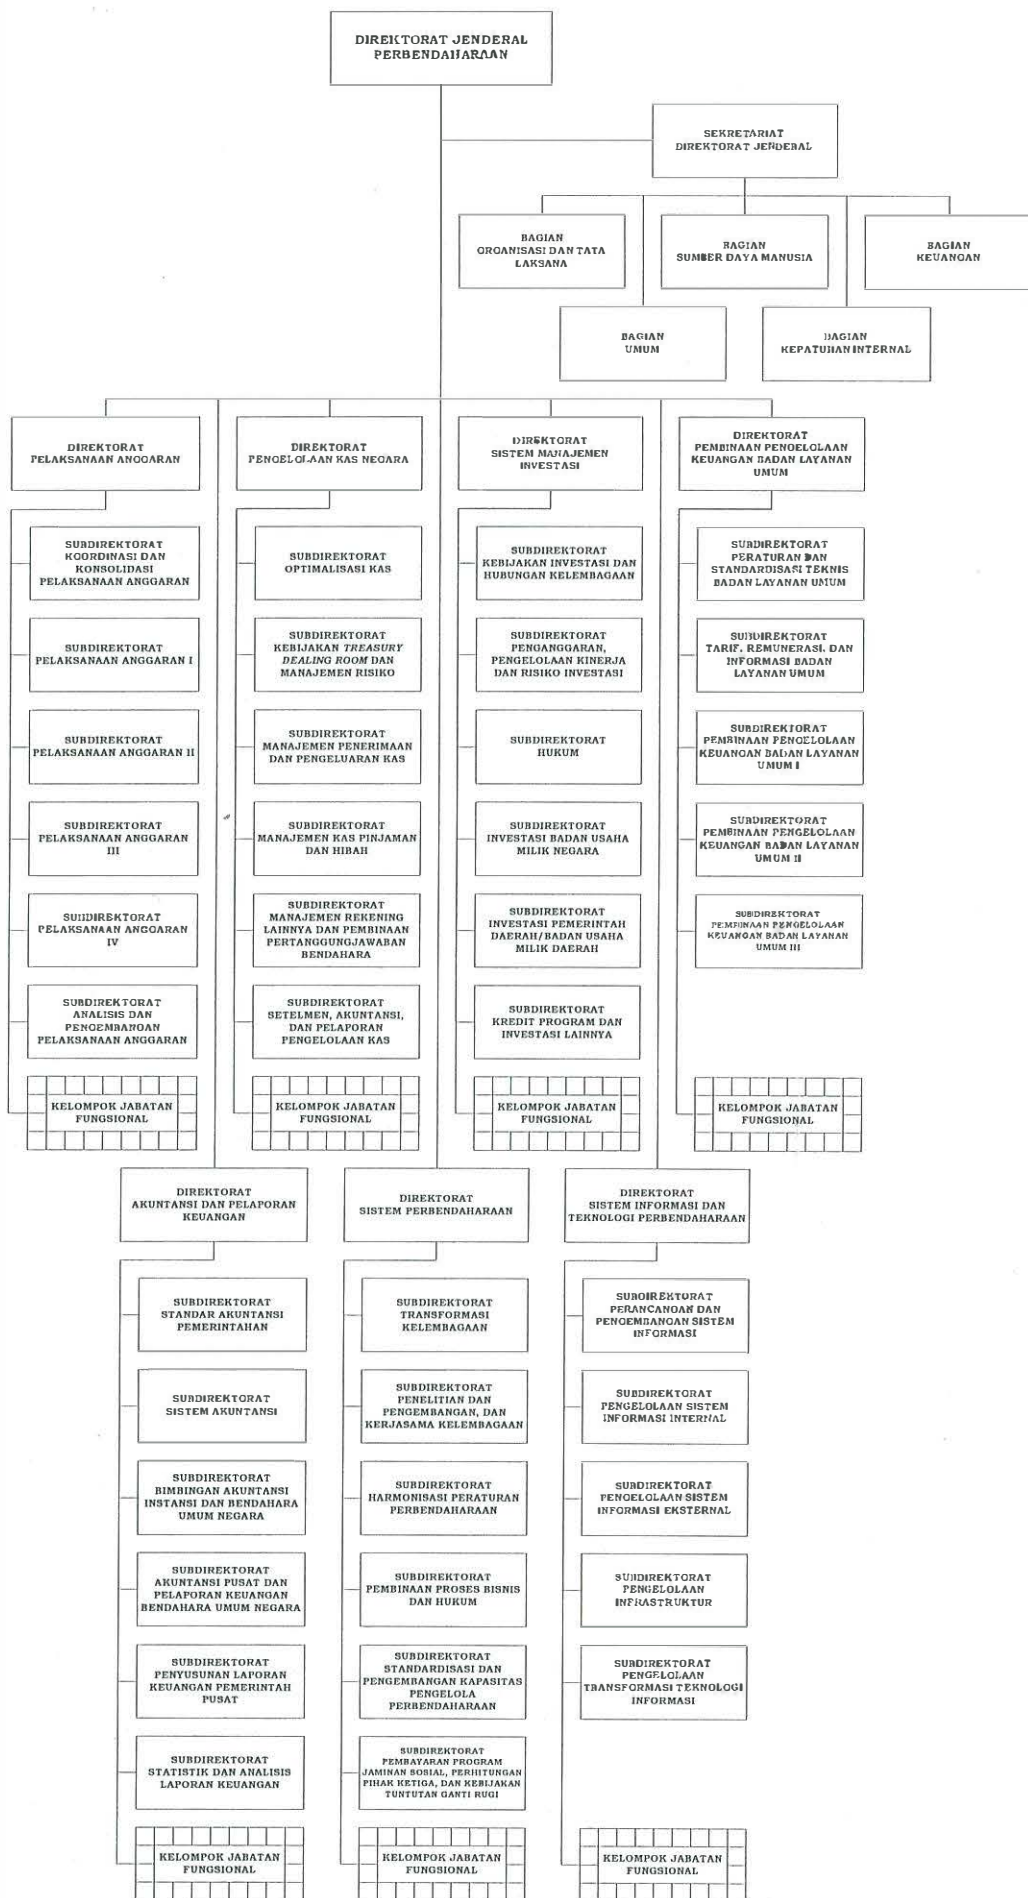 DIREKTORAT JENDERAL
PERBENDAHARAAN
SEKRETARIAT
DIREKTORAT JENDERAL
BAGIAN
ORGANISASI DAN TATA
LAKSANA
BAGIAN
SUMBER DAYA MANUSIA
BAGIAN
KEUANGAN
BAGIAN
UMUM
BAGIAN
KEPATUHAN INTERNAL
DIREKTORAT
PELAKSANAAN ANGGARAN
DIREKTORAT
PENGELOLAAN KAS NEGARA
DIREKTORAT
SISTEM MANAJEMEN
INVESTASI
DIREKTORAT
PEMBINAAN PENGELOLAAN
KEUANGAN BADAN LAYANAN
UMUM
SUBDIREKTORAT
KOORDINASI DAN
KONSOLIDASI
PELAKSANAAN ANGGARAN
SUBDIREKTORAT
PELAKSANAAN ANGGARAN I
SUBDIREKTORAT
PELAKSANAAN ANGGARAN II
SUBDIREKTORAT
PELAKSANAAN ANGGARAN
III
SUBDIREKTORAT
PELAKSANAAN ANGGARAN
IV
SUBDIREKTORAT
ANALISIS DAN
PENGEMBANGAN
PELAKSANAAN ANGGARAN
KELOMPOK JABATAN
FUNGSIONAL
SUBDIREKTORAT
OPTIMALISASI KAS
SUBDIREKTORAT
KEBIJAKAN TREASURY
DEALING ROOM DAN
MANAJEMEN RISIKO
SUBDIREKTORAT
MANAJEMEN PENERIMAAN
DAN PENGELUARAN KAS
SUBDIREKTORAT
MANAJEMEN KAS PINJAMAN
DAN HIBAH
SUBDIREKTORAT
MANAJEMEN REKENING
LAINNYA DAN PEMBINAAN
PERTANGGUNGJAWABAN
BENDAHARA
SUBDIREKTORAT
SETELMEN, AKUNTANSI,
DAN PELAPORAN
PENGELOLAAN KAS
KELOMPOK JABATAN
FUNGSIONAL
SUBDIREKTORAT
KEBIJAKAN INVESTASI DAN
HUBUNGAN KELEMBAGAAN
SUBDIREKTORAT
PENGANGGARAN,
PENGELOLAAN KINERJA
DAN RISIKO INVESTASI
SUBDIREKTORAT
HUKUM
SUBDIREKTORAT
INVESTASI BADAN USAHA
MILIK NEGARA
SUBDIREKTORAT
INVESTASI PEMERINTAH
DAERAH/BADAN USAHA
MILIK DAERAH
SUBDIREKTORAT
KREDIT PROGRAM DAN
INVESTASI LAINNYA
KELOMPOK JABATAN
FUNGSIONAL
SUBDIREKTORAT
PERATURAN DAN
STANDARDISASI TEKNIS
BADAN LAYANAN UMUM
SUBDIREKTORAT
TARIF, REMUNERASI, DAN
INFORMASI BADAN
LAYANAN UMUM
SUBDIREKTORAT
PEMBINAAN PENGELOLAAN
KEUANGAN BADAN LAYANAN
UMUM I
SUBDIREKTORAT
PEMBINAAN PENGELOLAAN
KEUANGAN BADAN LAYANAN
UMUM II
SUBDIREKTORAT
PEMBINAAN PENGELOLAAN
KEUANGAN BADAN LAYANAN
UMUM III
KELOMPOK JABATAN
FUNGSIONAL
DIREKTORAT
AKUNTANSI DAN PELAPORAN
KEUANGAN
DIREKTORAT
SISTEM PERBENDAHARAAN
DIREKTORAT
SISTEM INFORMASI DAN
TEKNOLOGI PERBENDAHARAAN
SUBDIREKTORAT
STANDAR AKUNTANSI
PEMERINTAHAN
SUBDIREKTORAT
SISTEM AKUNTANSI
SUBDIREKTORAT
BIMBINGAN AKUNTANSI
INSTANSI DAN BENDAHARA
UMUM NEGARA
SUBDIREKTORAT
AKUNTANSI PUSAT DAN
PELAPORAN KEUANGAN
BENDAHARA UMUM NEGARA
SUBDIREKTORAT
PENYUSUNAN LAPORAN
KEUANGAN PEMERINTAH
PUSAT
SUBDIREKTORAT
STATISTIK DAN ANALISIS
LAPORAN KEUANGAN
KELOMPOK JABATAN
FUNGSIONAL
SUBDIREKTORAT
TRANSFORMASI
KELEMBAGAAN
SUBDIREKTORAT
PENELITIAN DAN
PENGEMBANGAN, DAN
KERJASAMA KELEMBAGAAN
SUBDIREKTORAT
HARMONISASI PERATURAN
PERBENDAHARAAN
SUBDIREKTORAT
PEMBINAAN PROSES BISNIS
DAN HUKUM
SUBDIREKTORAT
STANDARDISASI DAN
PENGEMBANGAN KAPASITAS
PENGELOLA
PERBENDAHARAAN
SUBDIREKTORAT
PEMBAYARAN PROGRAM
JAMINAN SOSIAL, PERHITUNGAN
PIHAK KETIGA, DAN KEBIJAKAN
TUNTUTAN GANTI RUGI
KELOMPOK JABATAN
FUNGSIONAL
SUBDIREKTORAT
PERANCANGAN DAN
PENGEMBANGAN SISTEM
INFORMASI
SUBDIREKTORAT
PENGELOLAAN SISTEM
INFORMASI INTERNAL
SUBDIREKTORAT
PENGELOLAAN SISTEM
INFORMASI EKSTERNAL
SUBDIREKTORAT
PENGELOLAAN
INFRASTRUKTUR
SUBDIREKTORAT
PENGELOLAAN
TRANSFORMASI TEKNOLOGI
INFORMASI
KELOMPOK JABATAN
FUNGSIONAL